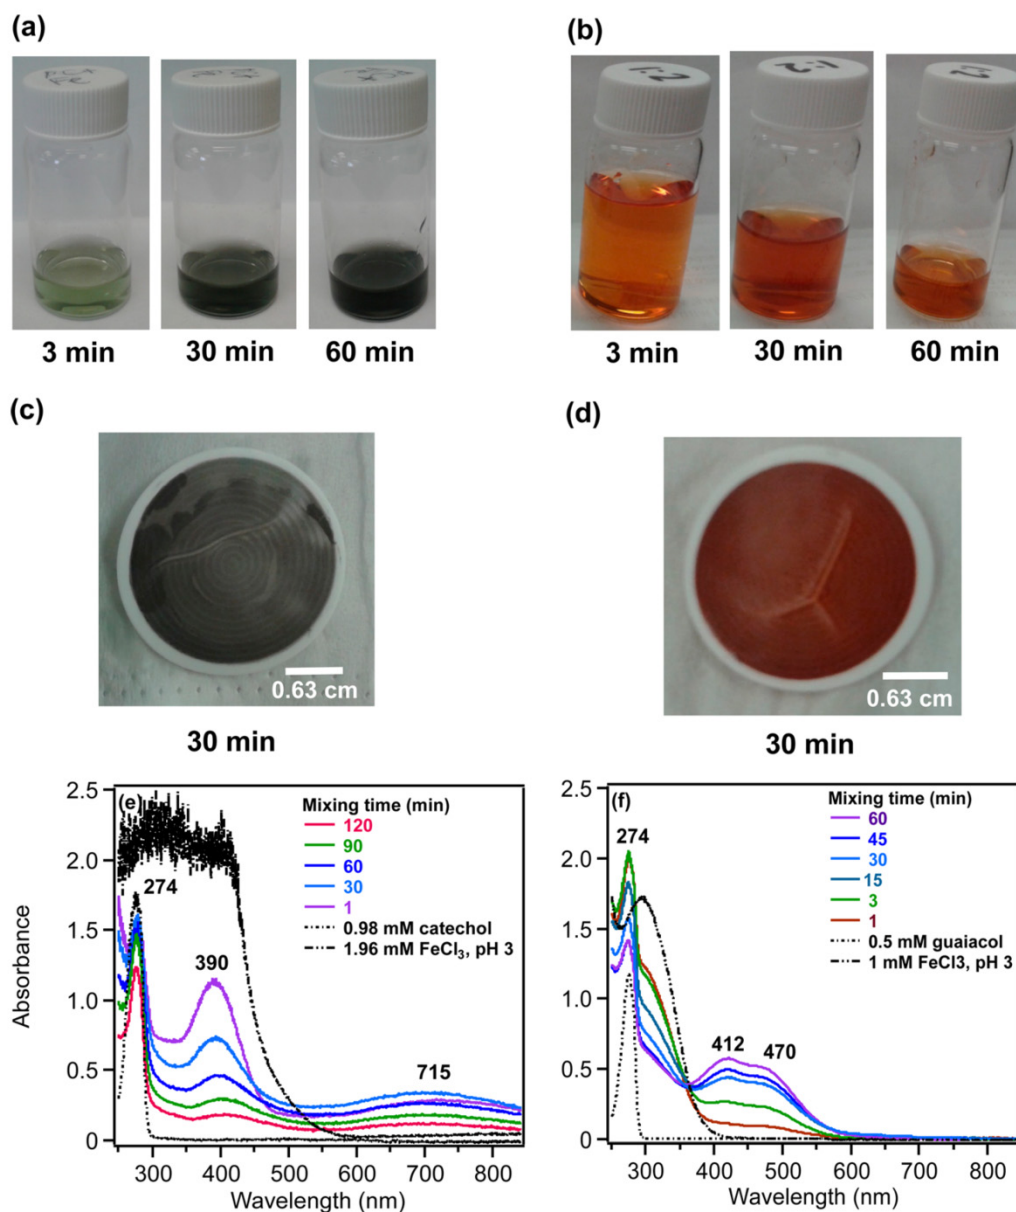 (a)
(b)
1:2
1:2
3 min
30 min
60 min
3 min
30 min
60 min
(c)
(d)
0.63 cm
0.63 cm
30 min
30 min
(e)
2.5
2.0
1.5
1.0
0.5
0
Absorbance
274
390
715
Mixing time (min)
120
90
60
30
1
0.98 mM catechol
1.96 mM FeCl₃, pH 3
300 400 500 600 700 800
Wavelength (nm)
(f)
2.5
2.0
1.5
1.0
0.5
0
274
412
470
Mixing time (min)
60
45
30
15
3
1
0.5 mM guaiacol
1 mM FeCl3, pH 3
300 400 500 600 700 800
Wavelength (nm)